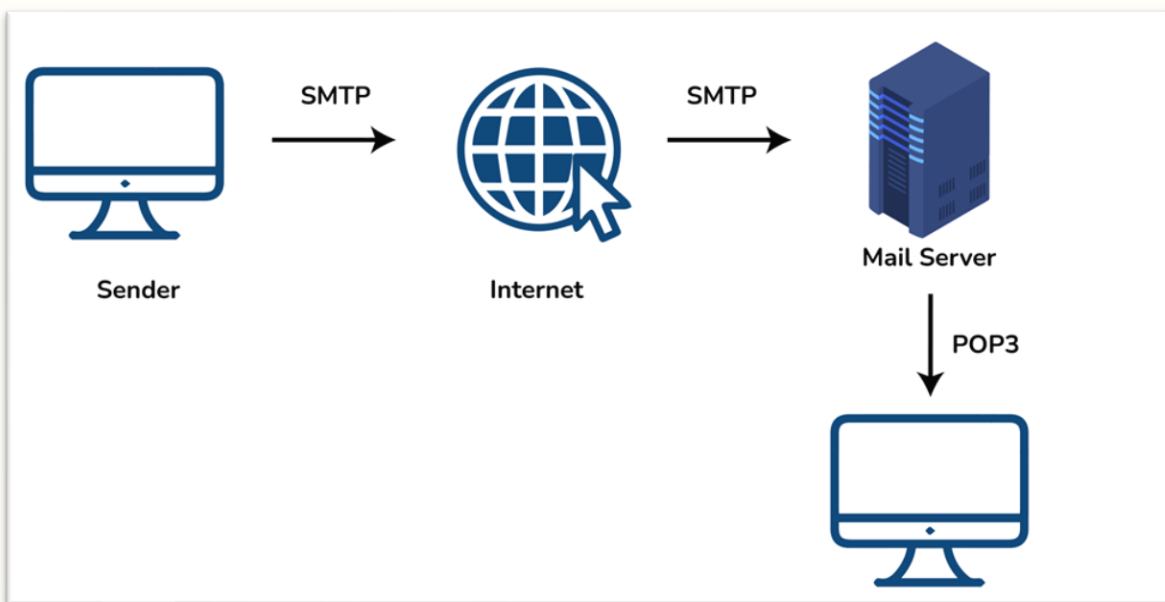 SMTP
SMTP
Sender
Internet
Mail Server
POP3